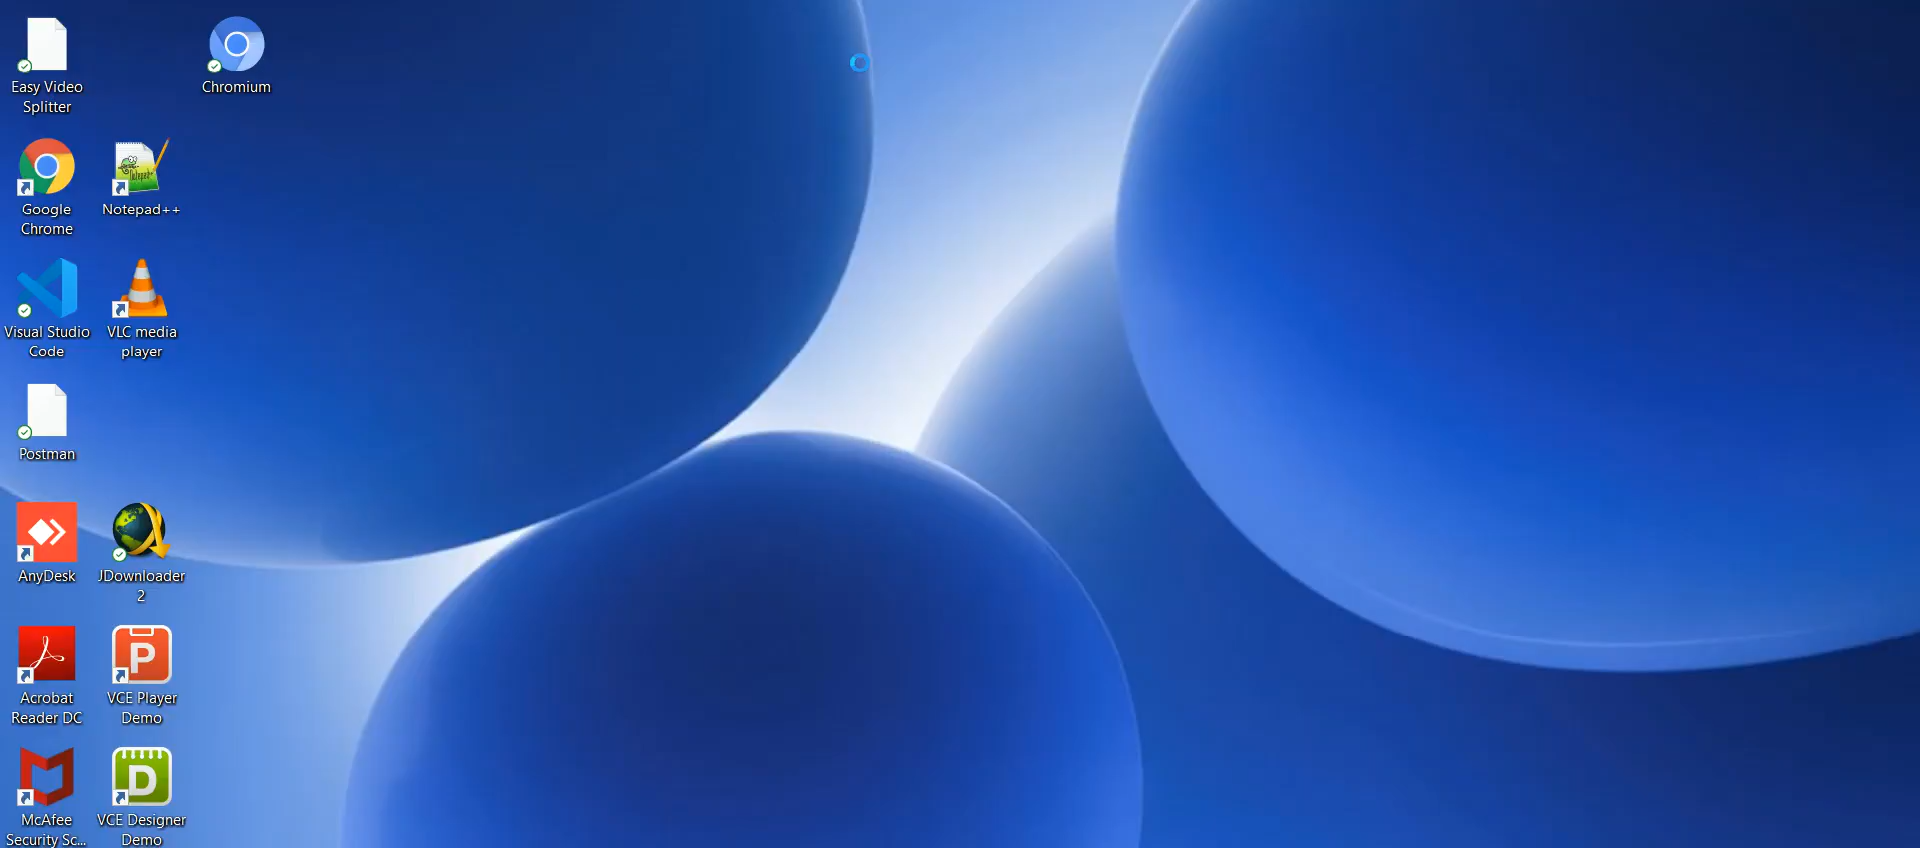 Easy Video
Splitter
Chromium
Google
Chrome
Notepad++
Visual Studio
Code
VLC media
player
Postman
AnyDesk
JDownloader
2
Acrobat
Reader DC
VCE Player
Demo
McAfee
Security Sc...
VCE Designer
Demo